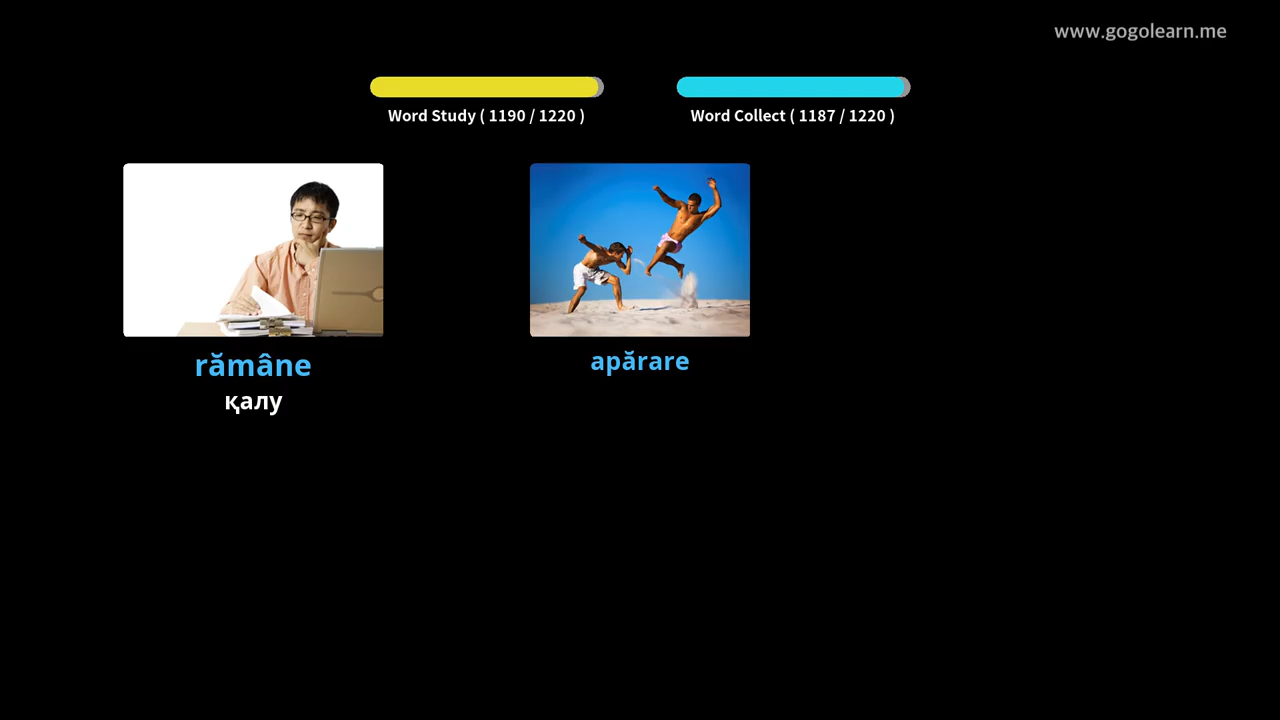 www.gogolearn.me
Word Study ( 1190 / 1220 )
Word Collect ( 1187 / 1220 )
rămâne
қалу
apărare